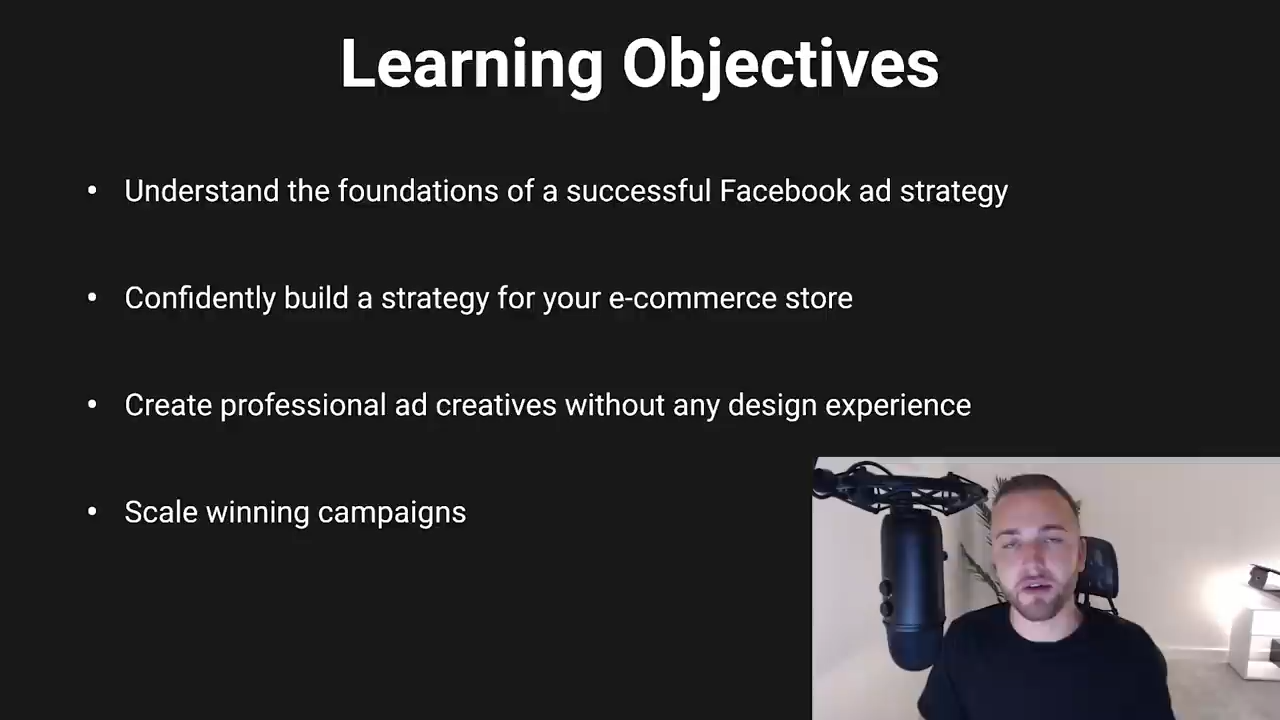 Learning Objectives
• Understand the foundations of a successful Facebook ad strategy
• Confidently build a strategy for your e-commerce store
• Create professional ad creatives without any design experience
• Scale winning campaigns